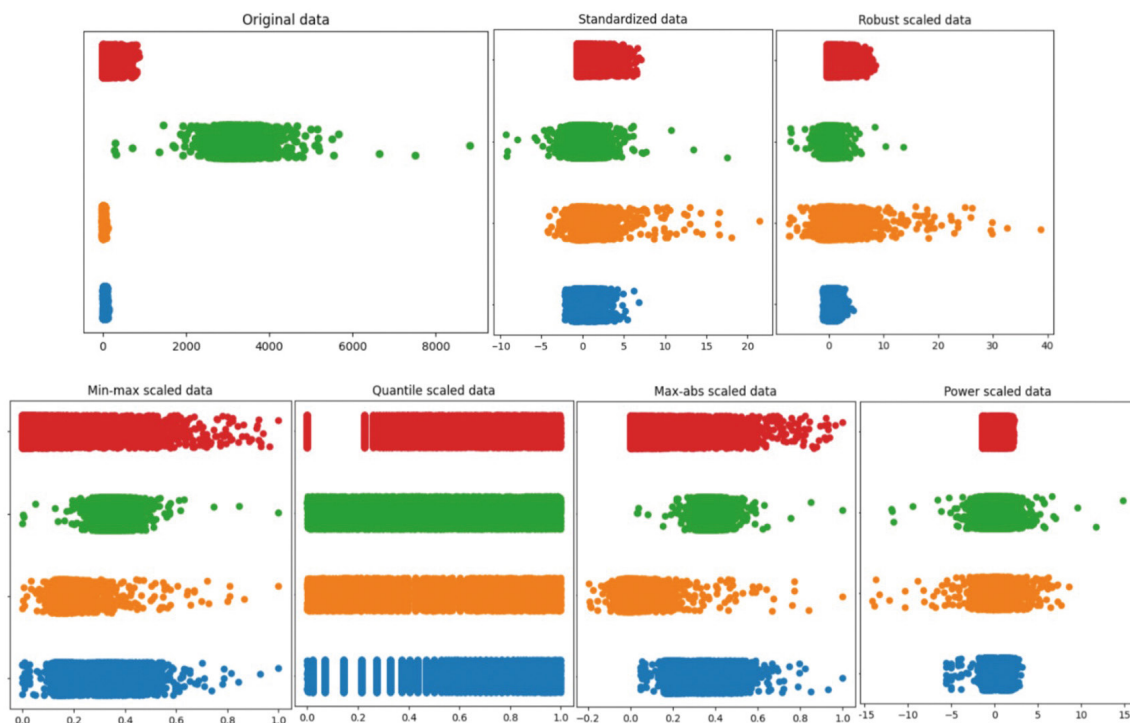 Original data
Standardized data
Robust scaled data
0 2000 4000 6000 8000
−10 −5 0 5 10 15 20
0 10 20 30 40
Min-max scaled data
Quantile scaled data
Max-abs scaled data
Power scaled data
0.0 0.2 0.4 0.6 0.8 1.0
0.0 0.2 0.4 0.6 0.8 1.0
−0.2 0.0 0.2 0.4 0.6 0.8 1.0
−15 −10 −5 0 5 10 15